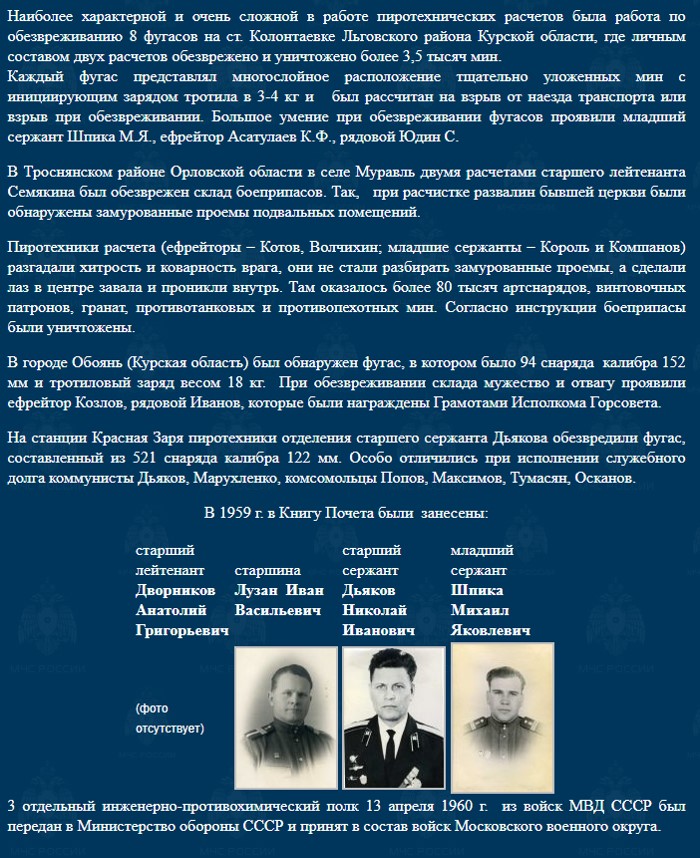 Наиболее характерной и очень сложной в работе пиротехнических расчетов была работа по
обезвреживанию 8 фугасов на ст. Колонтаевке Льговского района Курской области, где личным
составом двух расчетов обезврежено и уничтожено более 3,5 тысяч мин.
Каждый фугас представлял многослойное расположение тщательно уложенных мин с
инициирующим зарядом тротила в 3-4 кг и был рассчитан на взрыв от наезда транспорта или
взрыв при обезвреживании. Большое умение при обезвреживании фугасов проявили младший
сержант Шпика М.Я., ефрейтор Асатулаев К.Ф., рядовой Юдин С.
В Троснянском районе Орловской области в селе Муравль двумя расчетами старшего лейтенанта
Семякина был обезврежен склад боеприпасов. Так, при расчистке развалин бывшей церкви были
обнаружены замурованные проемы подвальных помещений.
Пиротехники расчета (ефрейторы – Котов, Волчихин; младшие сержанты – Король и Компанов)
разгадали хитрость и коварность врага, они не стали разбирать замурованные проемы, а сделали
лаз в центре завала и проникли внутрь. Там оказалось более 80 тысяч артснарядов, винтовочных
патронов, гранат, противотанковых и противопехотных мин. Согласно инструкции боеприпасы
были уничтожены.
В городе Обоянь (Курская область) был обнаружен фугас, в котором было 94 снаряда калибра 152
мм и тротиловый заряд весом 18 кг. При обезвреживании склада мужество и отвагу проявили
ефрейтор Козлов, рядовой Иванов, которые были награждены Грамотами Исполкома Горсовета.
На станции Красная Заря пиротехники отделения старшего сержанта Дьякова обезвредили фугас,
составленный из 521 снаряда калибра 122 мм. Особо отличились при исполнении служебного
долга коммунисты Дьяков, Марухленко, комсомольцы Попов, Максимов, Тумасян, Осканов.
В 1959 г. в Книгу Почета были занесены:
старший
лейтенант
Дворников
Анатолий
Григорьевич
старшина
Лузан Иван
Васильевич
старший
сержант
Дьяков
Николай
Иванович
младший
сержант
Шпика
Михаил
Яковлевич
(фото
отсутствует)
3 отдельный инженерно-противохимический полк 13 апреля 1960 г. из войск МВД СССР был
передан в Министерство обороны СССР и принят в состав войск Московского военного округа.